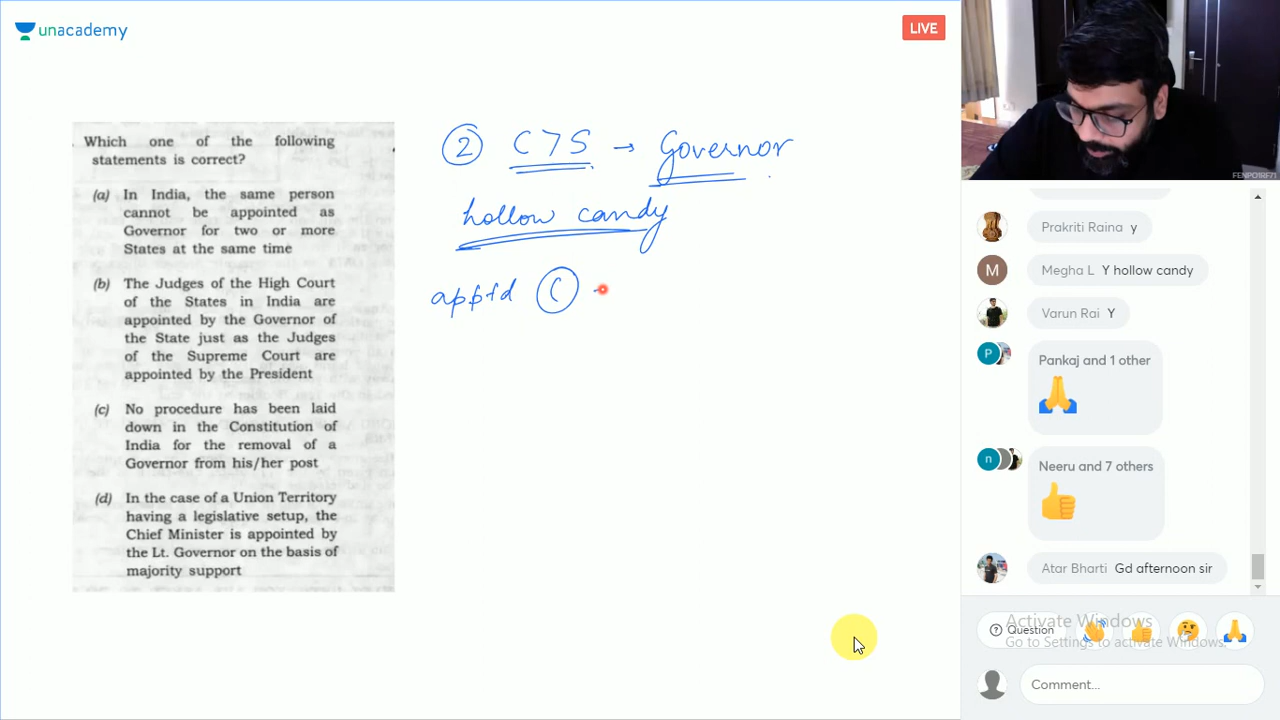 unacademy
LIVE
Which one of the following
statements is correct?
(a) In India, the same person
cannot be appointed as
Governor for two or more
States at the same time
(b) The Judges of the High Court
of the States in India are
appointed by the Governor of
the State just as the Judges
of the Supreme Court are
appointed by the President
(c) No procedure has been laid
down in the Constitution of
India for the removal of a
Governor from his/her post
(d) In the case of a Union Territory
having a legislative setup, the
Chief Minister is appointed by
the Lt. Governor on the basis of
majority support
2 C > S → Governor
hollow candy
apptd C
FENPO1RF71
Prakriti Raina y
M Megha L Y hollow candy
Varun Rai Y
P Pankaj and 1 other
n Neeru and 7 others
Atar Bharti Gd afternoon sir
Activate Windows
Go to Settings to activate Windows.
? Question
Comment...